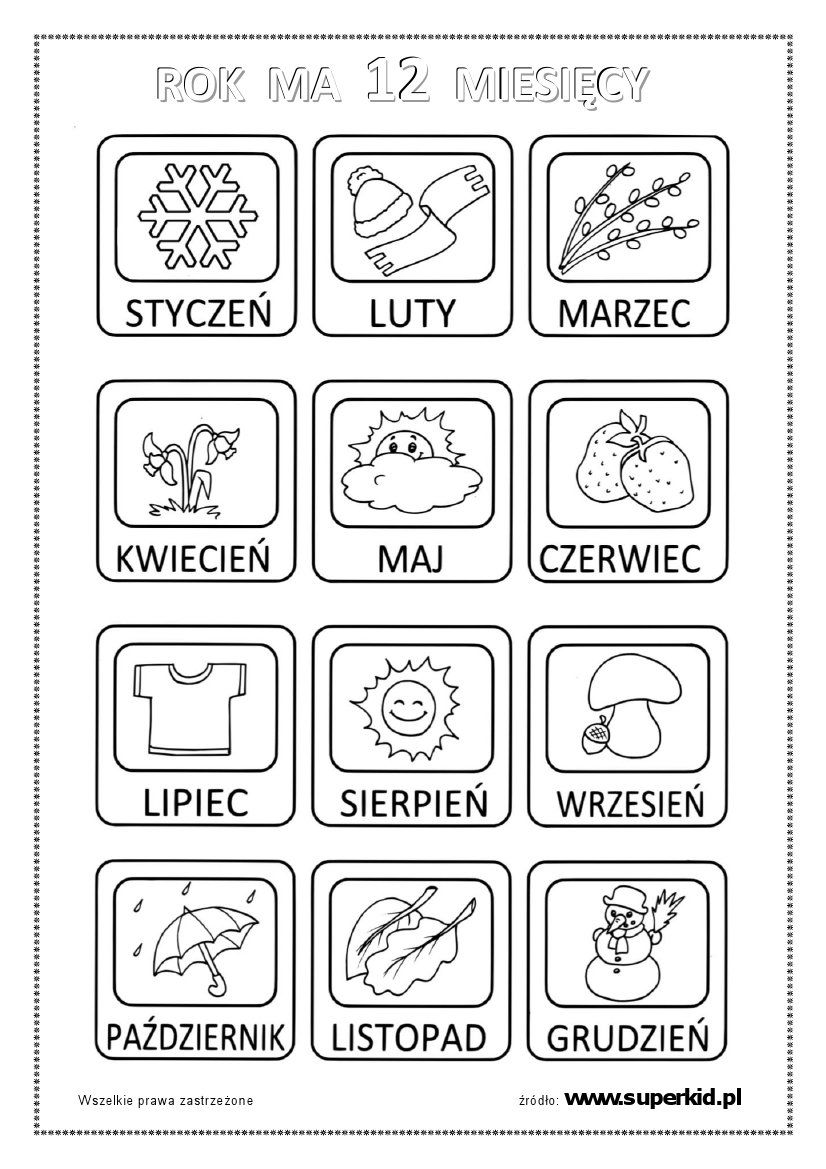 ROK MA 12 MIESIĘCY
STYCZEŃ LUTY MARZEC
KWIECIEŃ MAJ CZERWIEC
LIPIEC SIERPIEŃ WRZESIEŃ
PAŹDZIERNIK LISTOPAD GRUDZIEŃ
Wszelkie prawa zastrzeżone źródło: www.superkid.pl